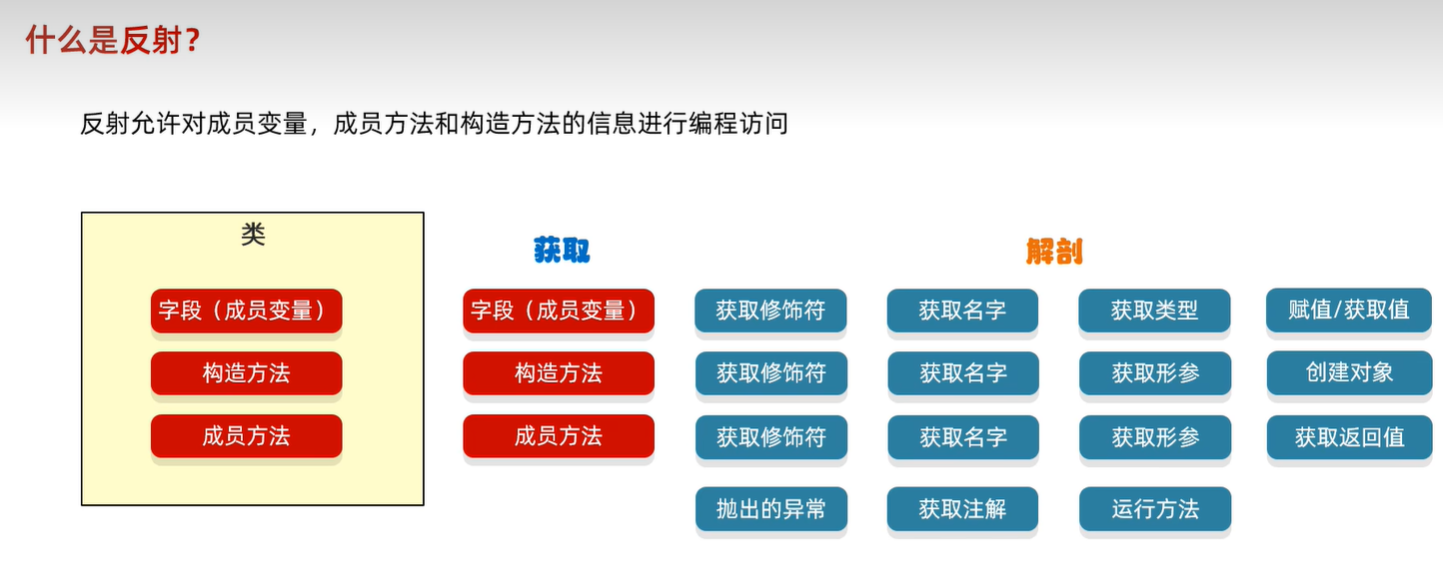 什么是反射?
反射允许对成员变量，成员方法和构造方法的信息进行编程访问
类
获取
解剖
字段（成员变量）
字段（成员变量）
获取修饰符
获取名字
获取类型
赋值/获取值
构造方法
构造方法
获取修饰符
获取名字
获取形参
创建对象
成员方法
成员方法
获取修饰符
获取名字
获取形参
获取返回值
抛出的异常
获取注解
运行方法